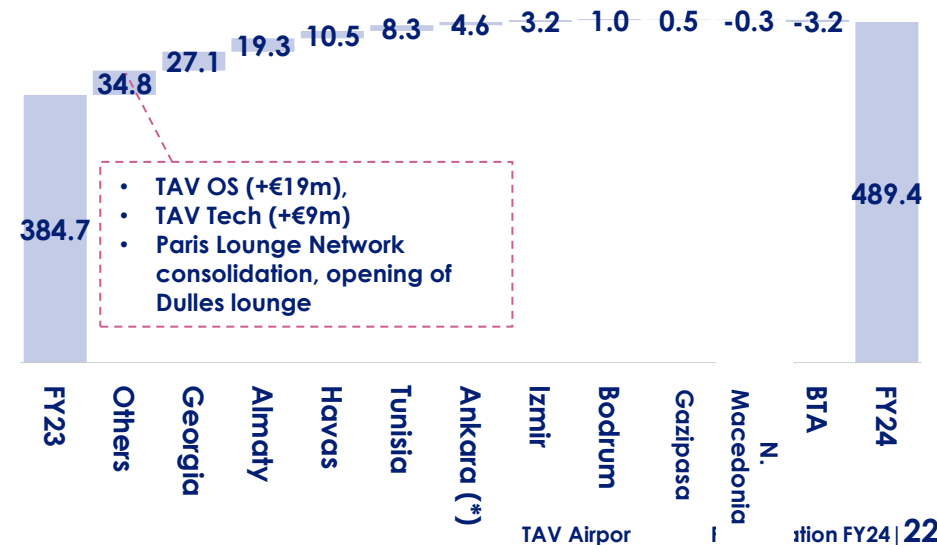 34.8
27.1
19.3
10.5
8.3
4.6
3.2
1.0
0.5
-0.3
-3.2
384.7
489.4
• TAV OS (+€19m),
• TAV Tech (+€9m)
• Paris Lounge Network
consolidation, opening of
Dulles lounge
FY23
Others
Georgia
Almaty
Havas
Tunisia
Ankara (*)
Izmir
Bodrum
Gazipasa
N.
Macedonia
BTA
FY24
TAV Airpor
FY24|22